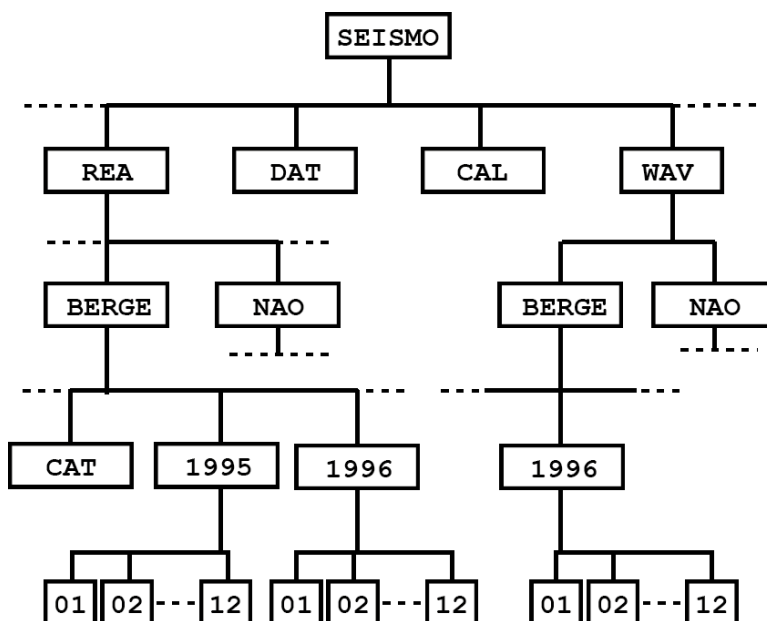 SEISMO
REA DAT CAL WAV
BERGE NAO BERGE NAO
CAT 1995 1996 1996
01 02 12 01 02 12 01 02 12